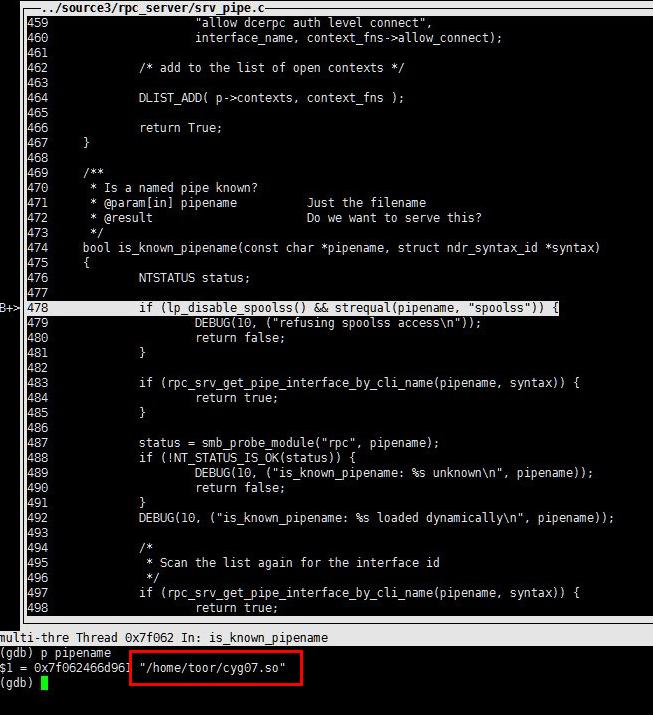 ../source3/rpc_server/srv_pipe.c
459 "allow dcerpc auth level connect",
460 interface_name, context_fns->allow_connect);
461
462 /* add to the list of open contexts */
463
464 DLIST_ADD( p->contexts, context_fns );
465
466 return True;
467 }
468
469 /**
470 * Is a named pipe known?
471 * @param[in] pipename Just the filename
472 * @result Do we want to serve this?
473 */
474 bool is_known_pipename(const char *pipename, struct ndr_syntax_id *syntax)
475 {
476 NTSTATUS status;
477
B+> 478 if (lp_disable_spoolss() && strequal(pipename, "spoolss")) {
479 DEBUG(10, ("refusing spoolss access\n"));
480 return false;
481 }
482
483 if (rpc_srv_get_pipe_interface_by_cli_name(pipename, syntax)) {
484 return true;
485 }
486
487 status = smb_probe_module("rpc", pipename);
488 if (!NT_STATUS_IS_OK(status)) {
489 DEBUG(10, ("is_known_pipename: %s unknown\n", pipename));
490 return false;
491 }
492 DEBUG(10, ("is_known_pipename: %s loaded dynamically\n", pipename));
493
494 /*
495 * Scan the list again for the interface id
496 */
497 if (rpc_srv_get_pipe_interface_by_cli_name(pipename, syntax)) {
498 return true;
multi-thre Thread 0x7f062 In: is_known_pipename
(gdb) p pipename
$1 = 0x7f062466d961 "/home/toor/cyg07.so"
(gdb)